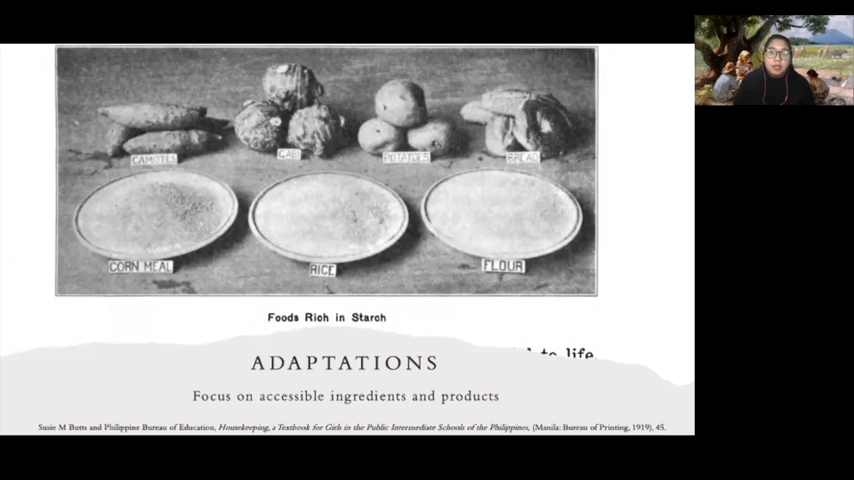 CAMOTES
GABI
POTATOES
BREAD
CORN MEAL
RICE
FLOUR
Foods Rich in Starch
to life.
ADAPTATIONS
Focus on accessible ingredients and products
Susie M Butts and Philippine Bureau of Education, Housekeeping, a Textbook for Girls in the Public Intermediate Schools of the Philippines, (Manila: Bureau of Printing, 1919), 45.